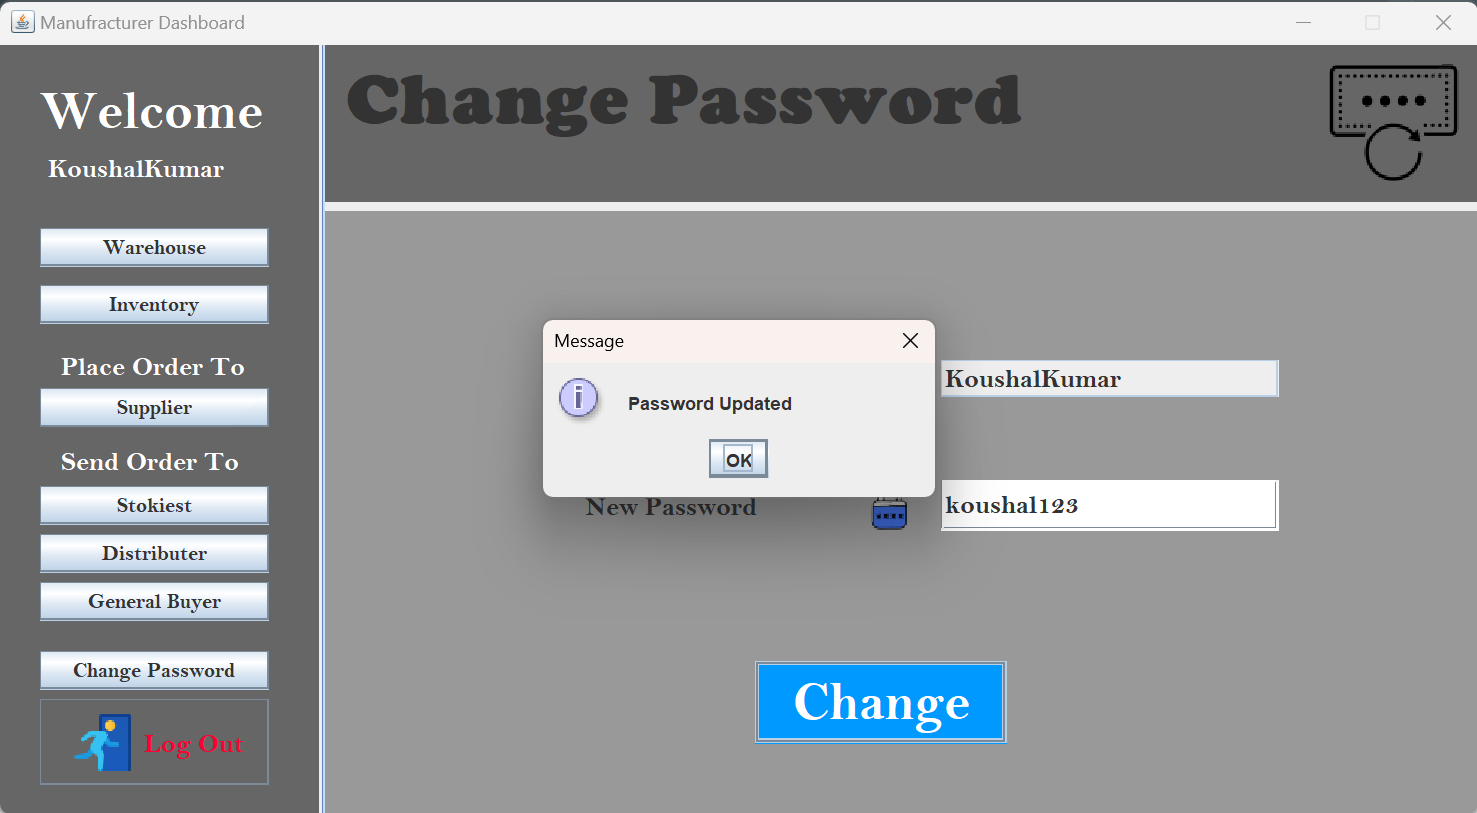 Manufracturer Dashboard
Welcome
KoushalKumar
Warehouse
Inventory
Place Order To
Supplier
Send Order To
Stokiest
Distributer
General Buyer
Change Password
Log Out
Change Password
Message
Password Updated
OK
KoushalKumar
New Password
koushal123
Change